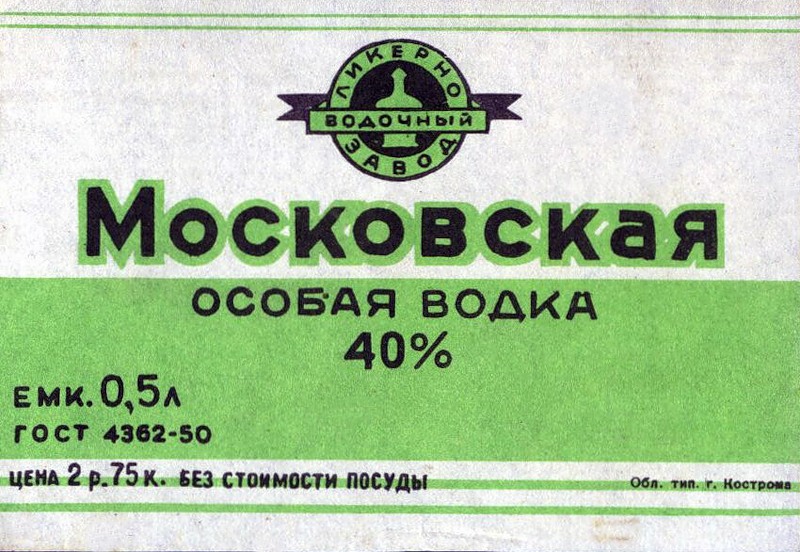 ЛИКЕРНО
ВОДОЧНЫЙ
ЗАВОД
Московская
ОСОБАЯ ВОДКА
40%
ЕМК. 0,5л
ГОСТ 4362-50
ЦЕНА 2 р. 75 к. БЕЗ СТОИМОСТИ ПОСУДЫ
Обл. тип. г. Кострома